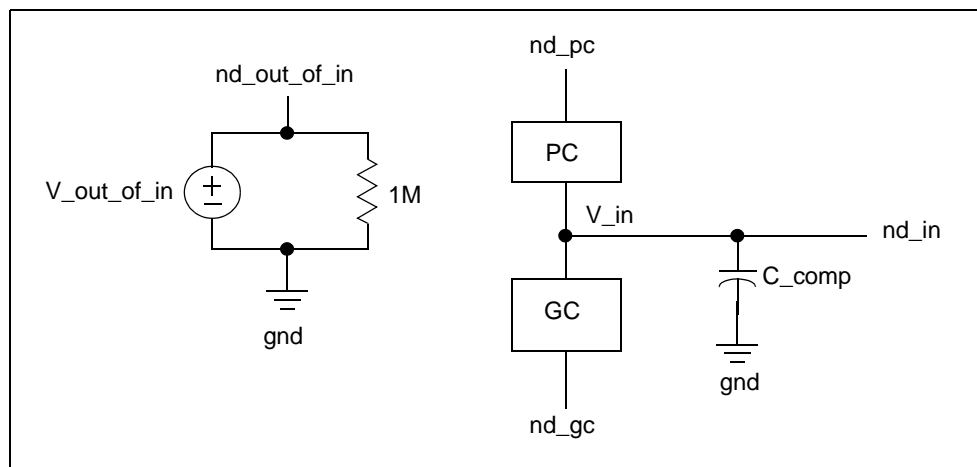 nd_out_of_in
V_out_of_in
+
–
1M
gnd
nd_pc
PC
V_in
nd_in
C_comp
GC
gnd
nd_gc